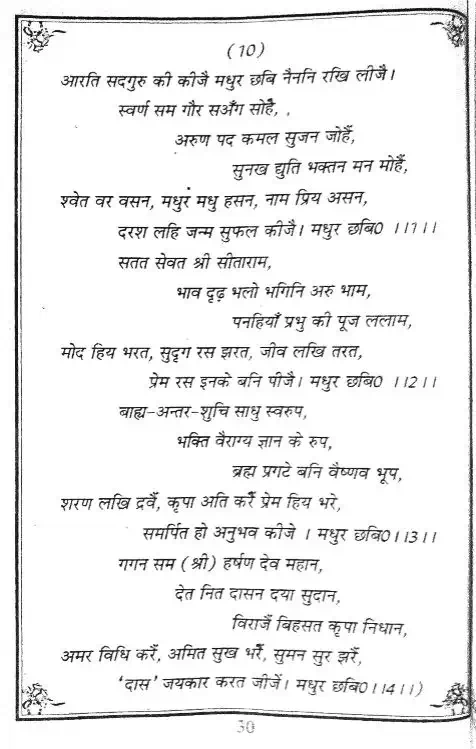 (10)
आरति सदगुरु की कीजै मधुर छबि नैननि रखि लीजै।
स्वर्ण सम गौर सअँग सोहैं, ,
अरुण पद कमल सुजन जोहैं,
सुनख द्युति भक्तन मन मोहैं,
श्वेत वर वसन, मधुर मधु हसन, नाम प्रिय असन,
दरश लहि जन्म सुफल कीजै। मधुर छबि0 ।।1।।
सतत सेवत श्री सीताराम,
भाव दृढ़ भलो भगिनि अरु भाम,
पनहियाँ प्रभु की पूज ललाम,
मोद हिय भरत, सुदृग रस झरत, जीव लखि तरत,
प्रेम रस इनके बनि पीजै। मधुर छबि0 ।।2।।
बाह्य-अन्तर-शुचि साधु स्वरुप,
भक्ति वैराग्य ज्ञान के रुप,
ब्रह्म प्रगटे बनि वैष्णव भूप,
शरण लखि द्रवैं, कृपा अति करैं प्रेम हिय भरे,
समर्पित हो अनुभव कीजे । मधुर छबि0।।3।।
गगन सम (श्री) हर्षण देव महान,
देत नित दासन दया सुदान,
विराजैं बिहसत कृपा निधान,
अमर विधि करैं, अमित सुख भरैं, सुमन सुर झरैं,
‘दास’ जयकार करत जीजें। मधुर छबि0।।4।।)
30